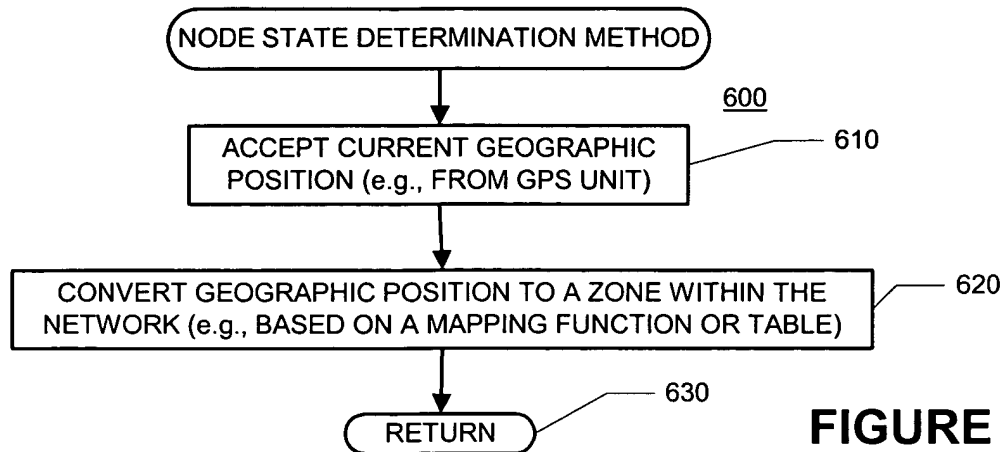 NODE STATE DETERMINATION METHOD
600
ACCEPT CURRENT GEOGRAPHIC
POSITION (e.g., FROM GPS UNIT)
610
CONVERT GEOGRAPHIC POSITION TO A ZONE WITHIN THE
NETWORK (e.g., BASED ON A MAPPING FUNCTION OR TABLE)
620
630
RETURN
FIGURE